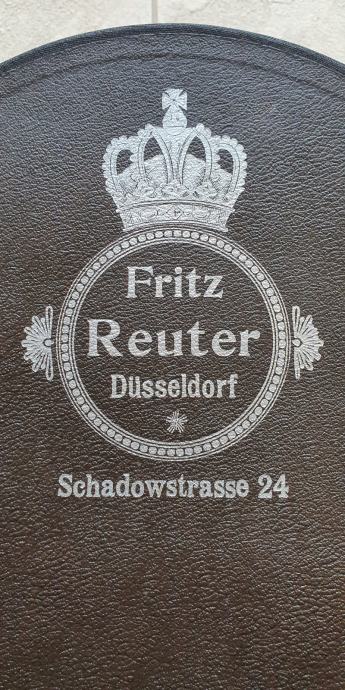 Fritz
Reuter
Düsseldorf
Schadowstrasse 24